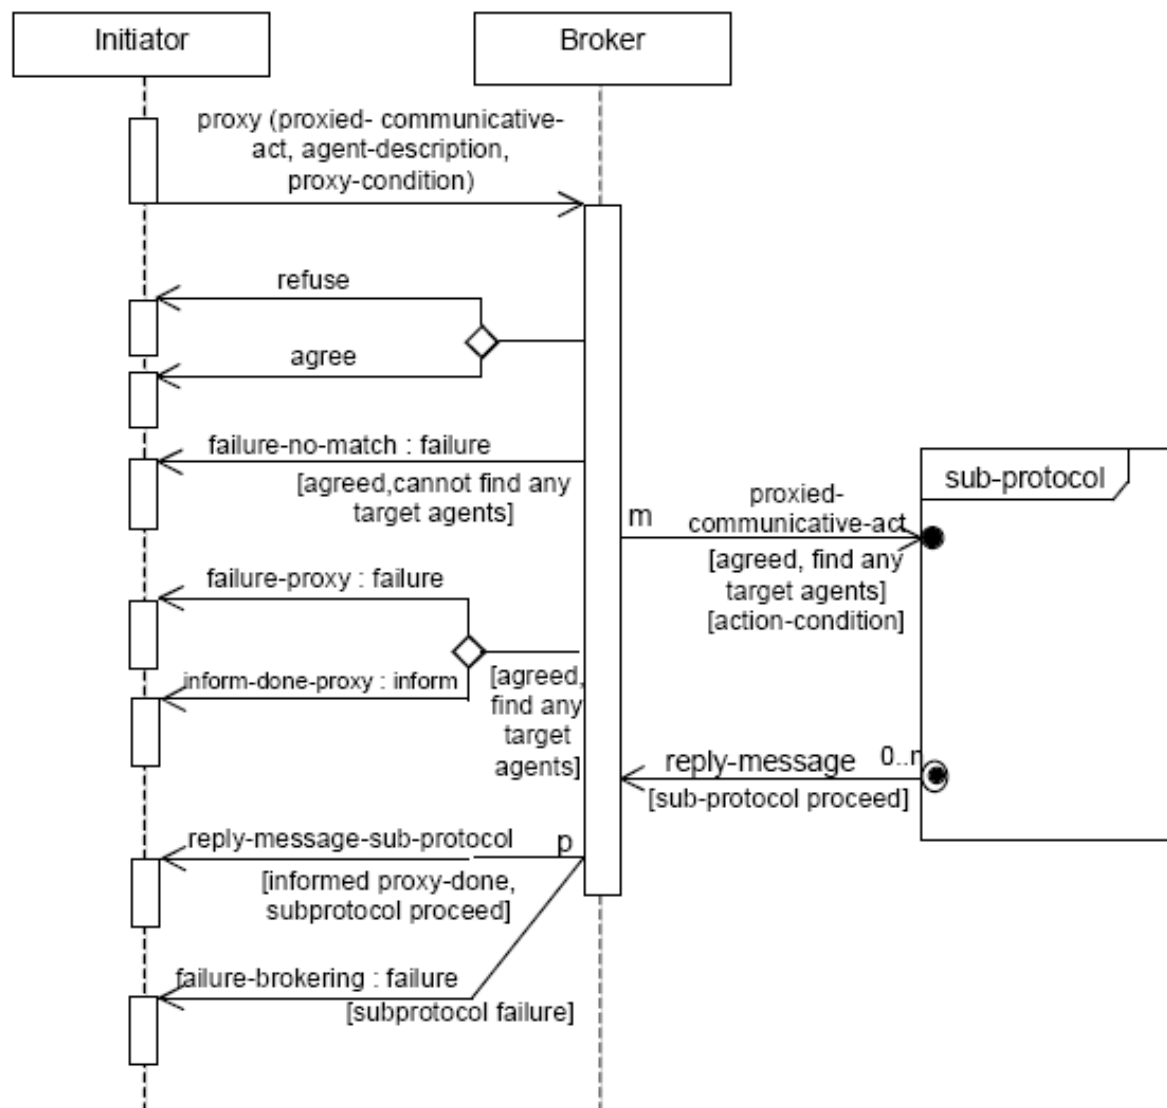 Initiator
Broker
proxy (proxied- communicative-
act, agent-description,
proxy-condition)
refuse
agree
failure-no-match : failure
[agreed,cannot find any
target agents]
sub-protocol
proxied-
m
communicative-act
[agreed, find any
target agents]
[action-condition]
failure-proxy : failure
inform-done-proxy : inform
[agreed,
find any
target
agents]
reply-message
0..n
[sub-protocol proceed]
reply-message-sub-protocol
p
[informed proxy-done,
subprotocol proceed]
failure-brokering : failure
[subprotocol failure]